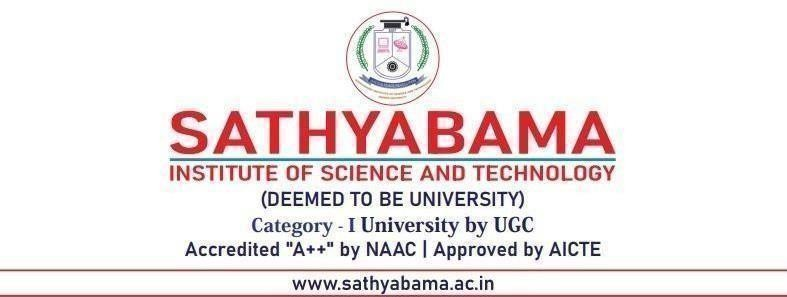 SATHYABAMA
INSTITUTE OF SCIENCE AND TECHNOLOGY
(DEEMED TO BE UNIVERSITY)
Category - I University by UGC
Accredited "A++" by NAAC | Approved by AICTE
www.sathyabama.ac.in